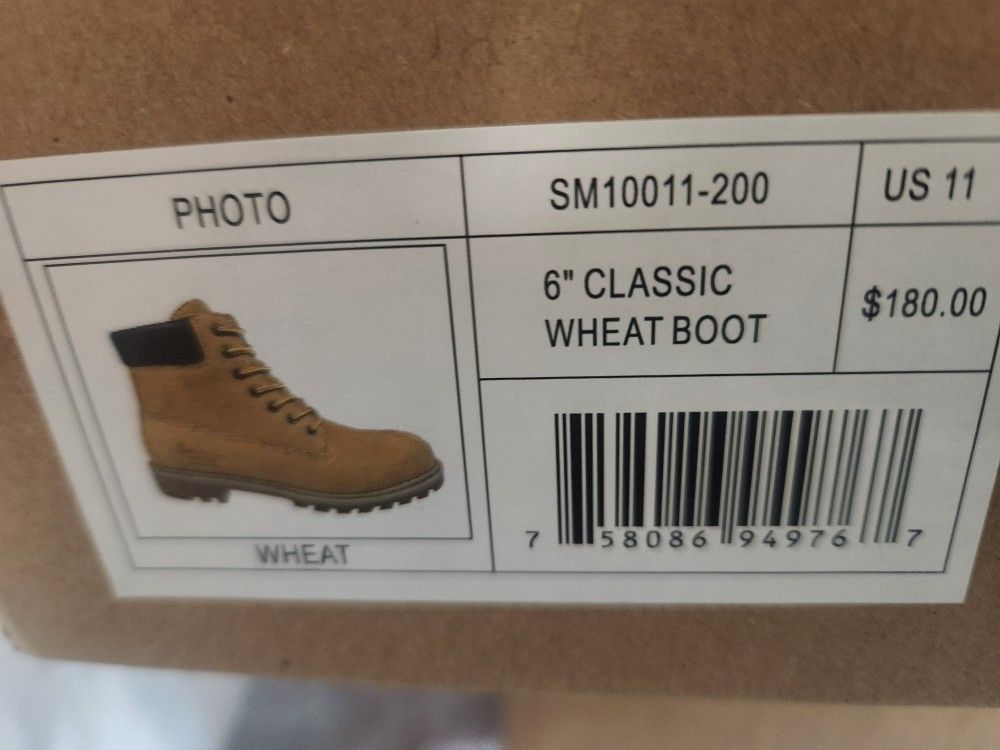 PHOTO
SM10011-200
US 11
6" CLASSIC
WHEAT BOOT
$180.00
WHEAT
7 58086 94976 7